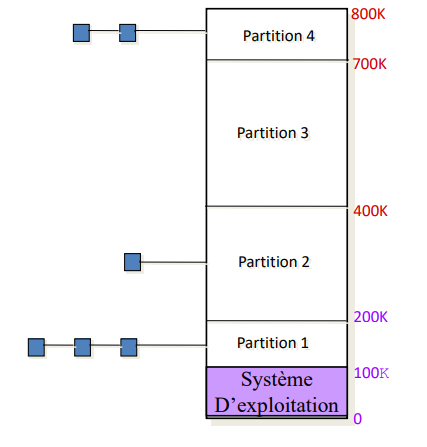 800K
Partition 4
700K
Partition 3
400K
Partition 2
200K
Partition 1
100K
Système
D’exploitation
0